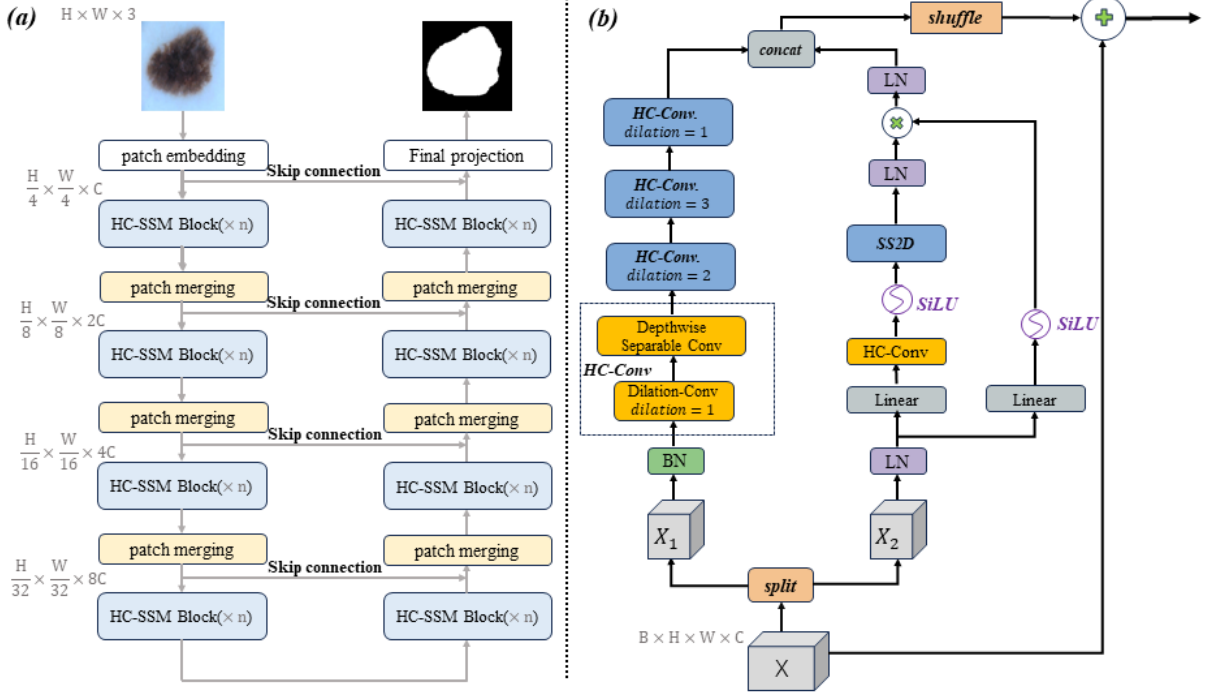 (a)
H × W × 3
patch embedding
Final projection
Skip connection
H/4 × W/4 × C
HC-SSM Block(× n)
HC-SSM Block(× n)
patch merging
patch merging
Skip connection
H/8 × W/8 × 2C
HC-SSM Block(× n)
HC-SSM Block(× n)
patch merging
patch merging
Skip connection
H/16 × W/16 × 4C
HC-SSM Block(× n)
HC-SSM Block(× n)
patch merging
patch merging
Skip connection
H/32 × W/32 × 8C
HC-SSM Block(× n)
HC-SSM Block(× n)
(b)
shuffle
concat
HC-Conv.
dilation = 1
HC-Conv.
dilation = 3
HC-Conv.
dilation = 2
Depthwise
Separable Conv
HC-Conv
Dilation-Conv
dilation = 1
BN
X₁
LN
LN
SS2D
SiLU
HC-Conv
Linear
SiLU
Linear
LN
X₂
split
B × H × W × C
X